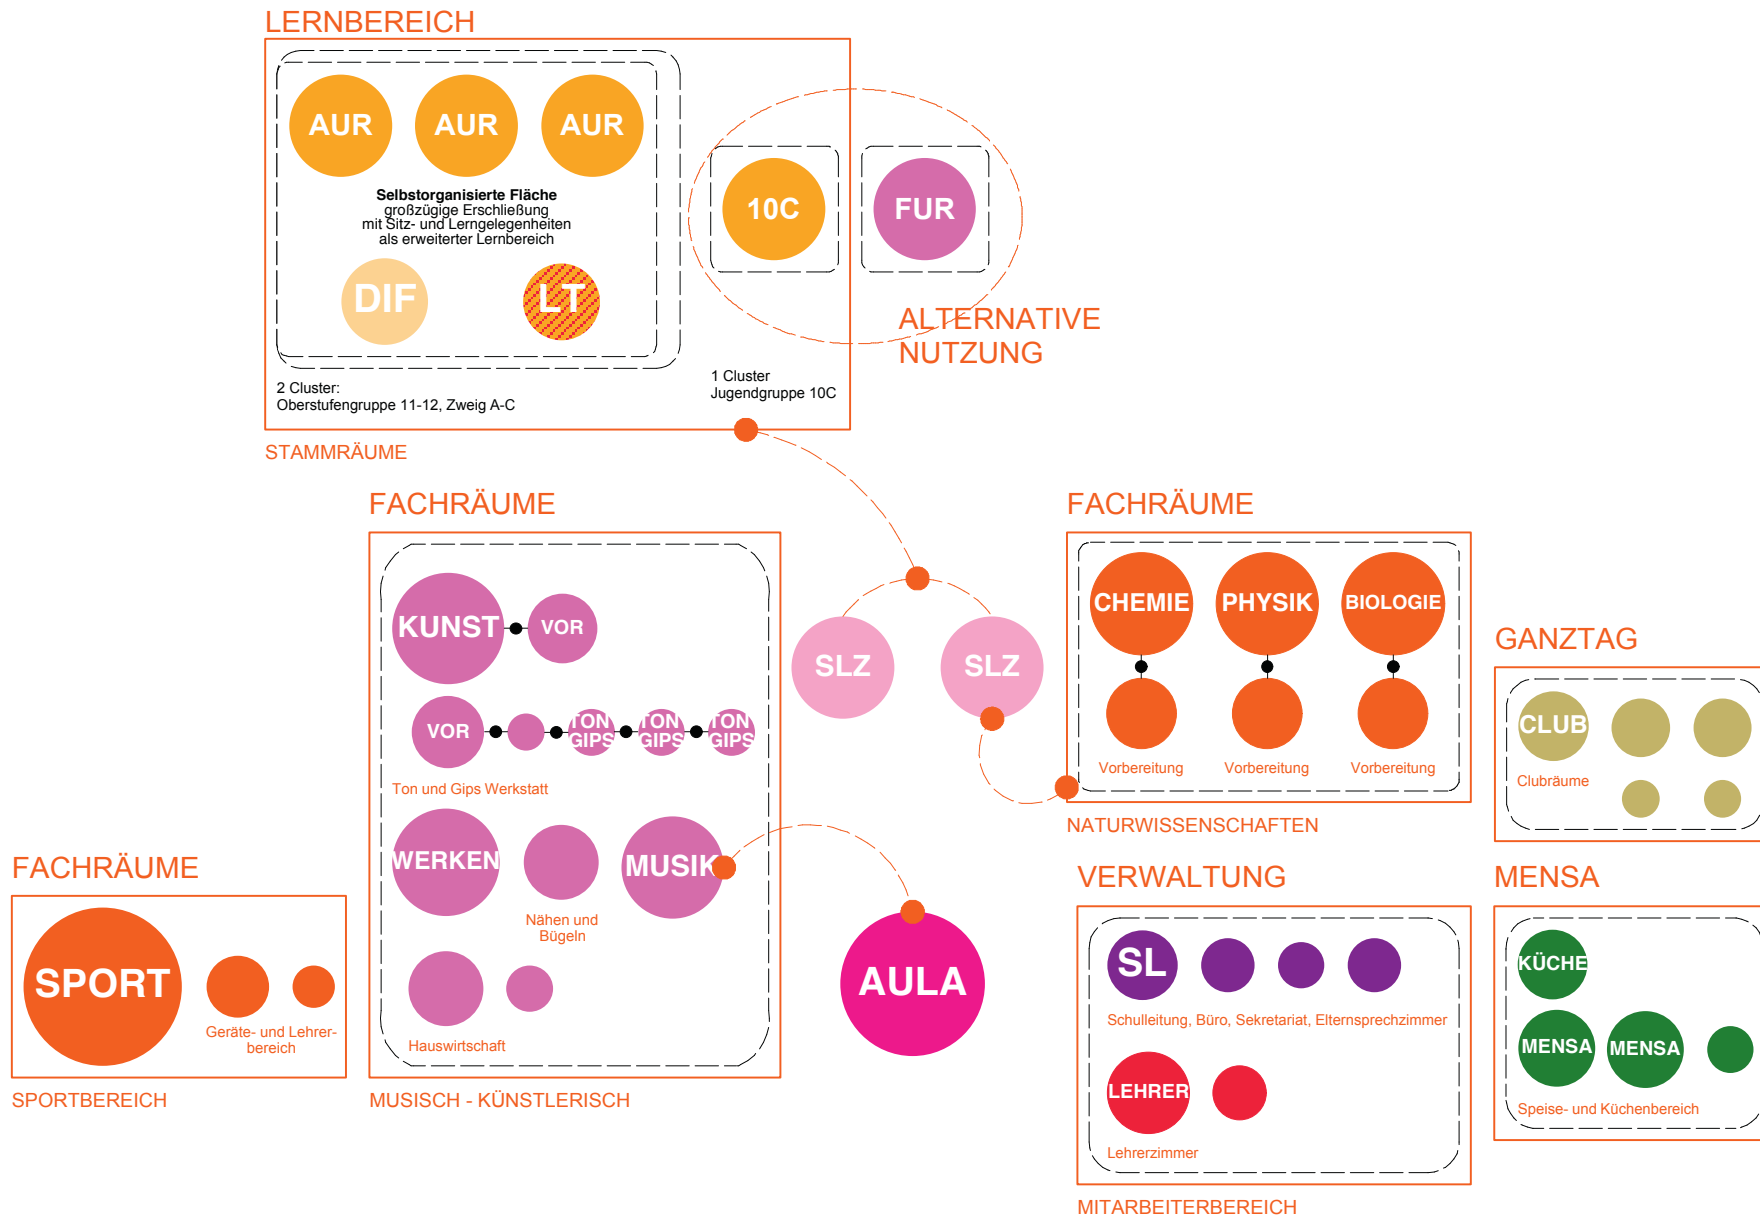 LERNBEREICH
AUR
AUR
AUR
Selbstorganisierte Fläche
großzügige Erschließung
mit Sitz- und Lerngelegenheiten
als erweiterter Lernbereich
DIF
LT
10C
FUR
ALTERNATIVE
NUTZUNG
2 Cluster:
Oberstufengruppe 11-12, Zweig A-C
1 Cluster
Jugendgruppe 10C
STAMMRÄUME
FACHRÄUME
KUNST
VOR
VOR
TON
GIPS
TON
GIPS
TON
GIPS
Ton und Gips Werkstatt
WERKEN
Nähen und
Bügeln
MUSIK
Hauswirtschaft
MUSISCH - KÜNSTLERISCH
SLZ
SLZ
AULA
FACHRÄUME
CHEMIE
PHYSIK
BIOLOGIE
Vorbereitung
Vorbereitung
Vorbereitung
NATURWISSENSCHAFTEN
GANZTAG
CLUB
Clubräume
FACHRÄUME
SPORT
Geräte- und Lehrer-
bereich
SPORTBEREICH
VERWALTUNG
SL
Schulleitung, Büro, Sekretariat, Elternsprechzimmer
LEHRER
Lehrerzimmer
MITARBEITERBEREICH
MENSA
KÜCHE
MENSA
MENSA
Speise- und Küchenbereich